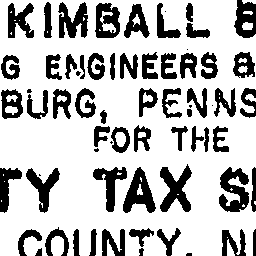 KIMBALL &
G ENGINEERS &
BURG, PENNS
FOR THE
TY TAX S
COUNTY, N